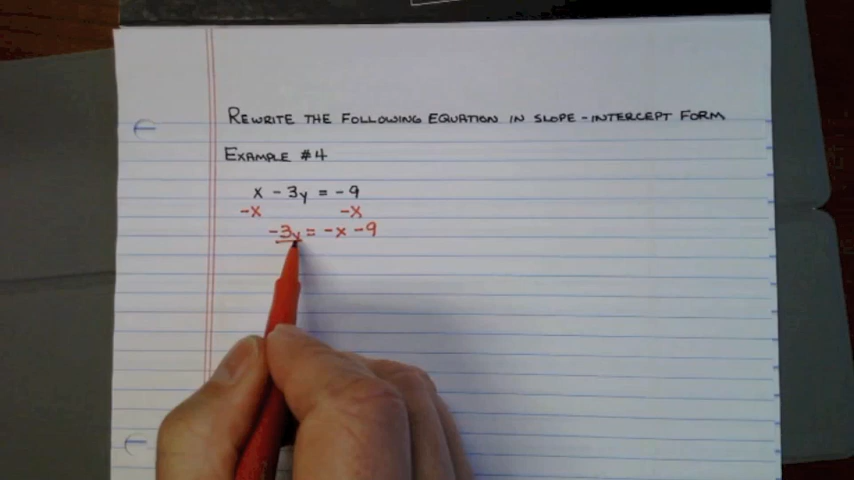 REWRITE THE FOLLOWING EQUATION IN SLOPE-INTERCEPT FORM
EXAMPLE #4
x - 3y = -9
-x -x
-3y = -x -9